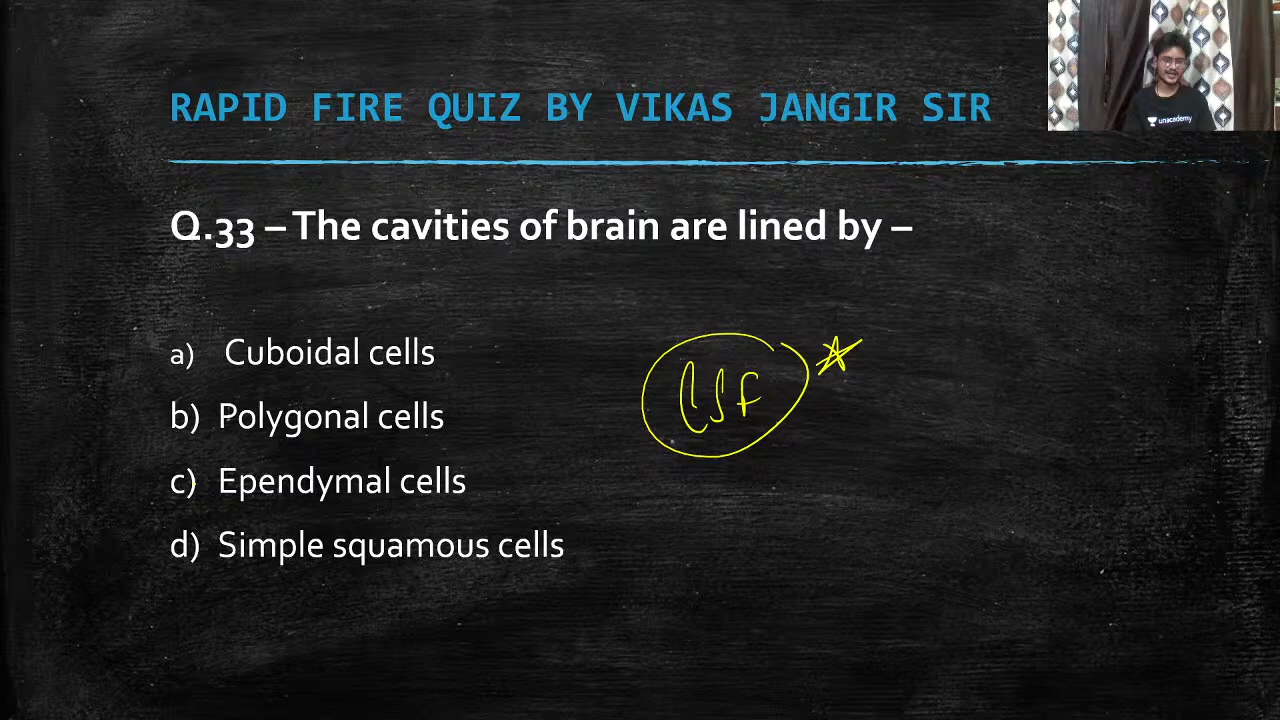 RAPID FIRE QUIZ BY VIKAS JANGIR SIR
unacademy
Q.33 – The cavities of brain are lined by –
a) Cuboidal cells
b) Polygonal cells
CSF
c) Ependymal cells
d) Simple squamous cells